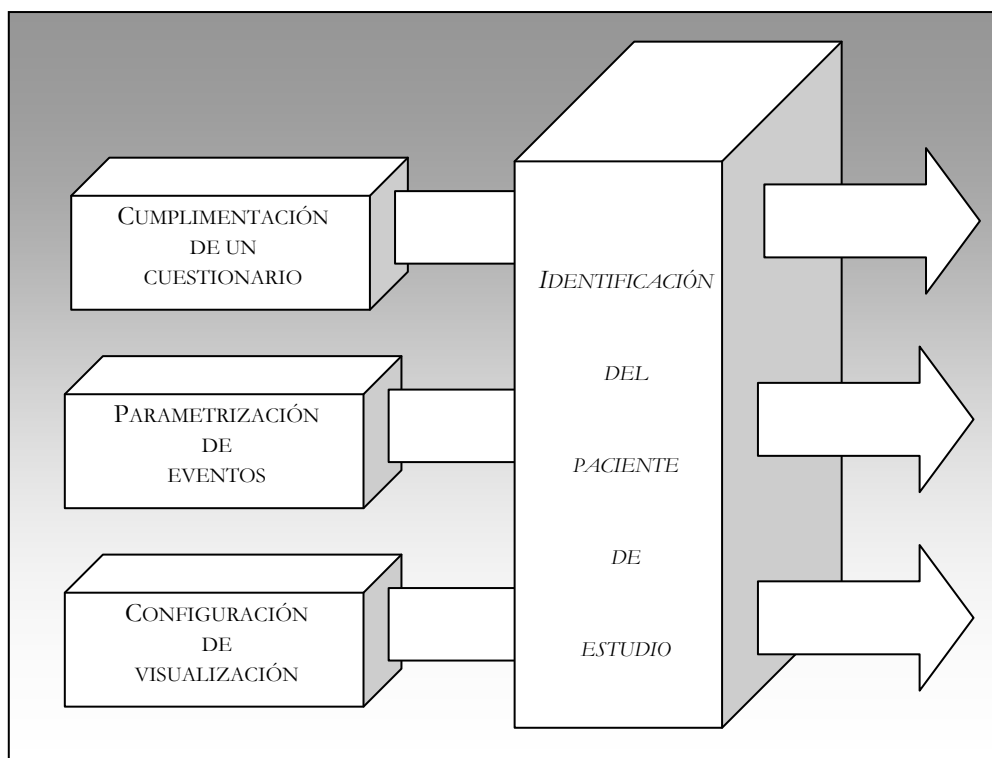 CUMPLIMENTACIÓN
DE UN
CUESTIONARIO
PARAMETRIZACIÓN
DE
EVENTOS
CONFIGURACIÓN
DE
VISUALIZACIÓN
IDENTIFICACIÓN
DEL
PACIENTE
DE
ESTUDIO